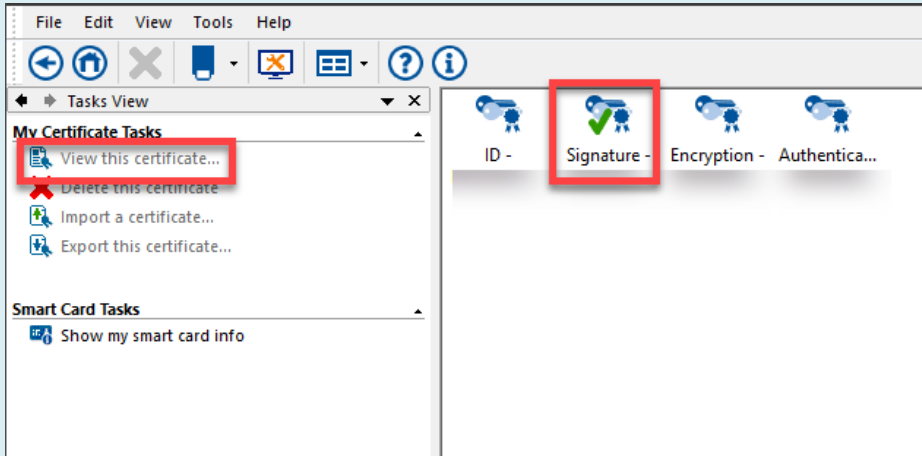 File Edit View Tools Help
Tasks View
My Certificate Tasks
View this certificate...
Delete this certificate
Import a certificate...
Export this certificate...
Smart Card Tasks
Show my smart card info
ID - Signature - Encryption - Authentica...